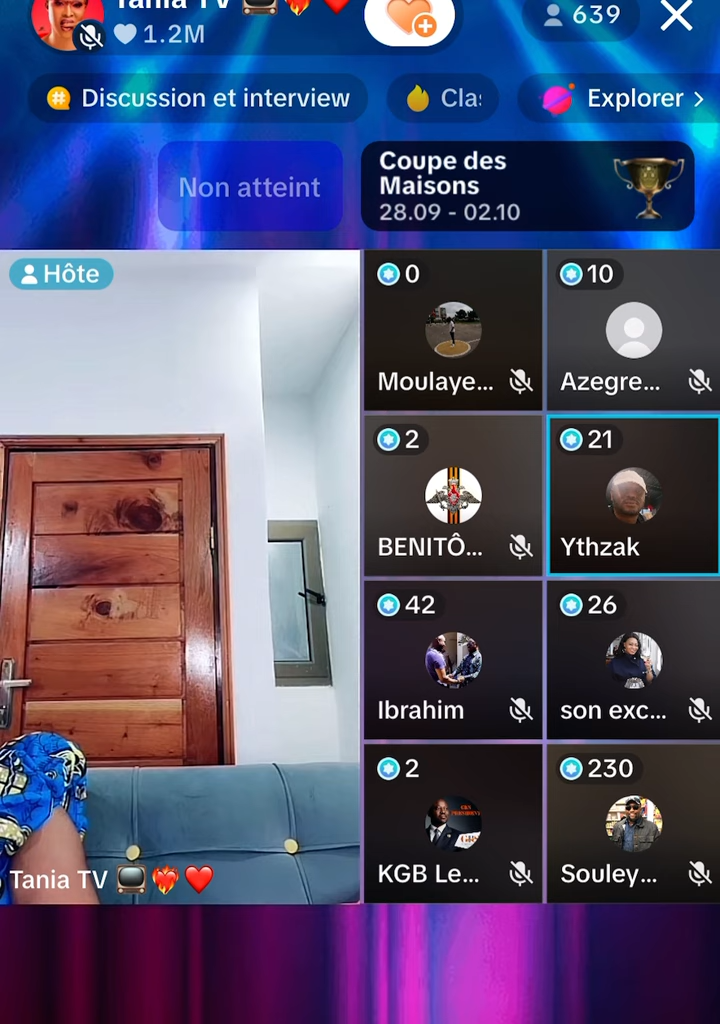 Tania TV 📺❤️‍🔥❤️
1.2M
639
Discussion et interview
Cla
Explorer >
Non atteint
Coupe des
Maisons
28.09 - 02.10
Hôte
0
Moulaye...
10
Azegre...
2
BENITÔ...
21
Ythzak
42
Ibrahim
26
son exc...
2
KGB Le...
230
Souley...
Tania TV 📺❤️‍🔥❤️